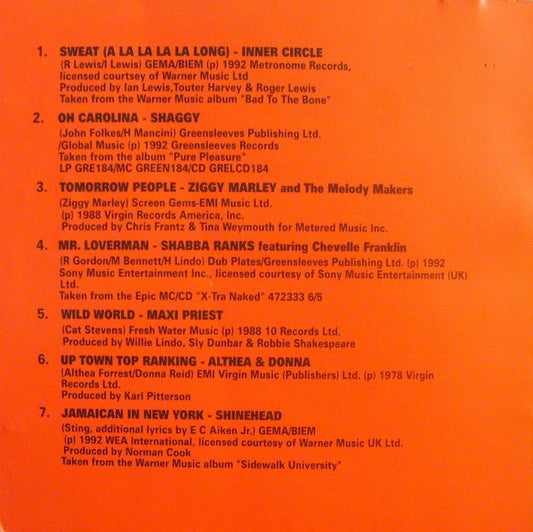 1. SWEAT (A LA LA LA LA LONG) - INNER CIRCLE
(R Lewis/I Lewis) GEMA/BIEM (p) 1992 Metronome Records,
licensed courtsey of Warner Music Ltd
Produced by Ian Lewis,Touter Harvey & Roger Lewis
Taken from the Warner Music album "Bad To The Bone"
2. OH CAROLINA - SHAGGY
(John Folkes/H Mancini) Greensleeves Publishing Ltd.
/Global Music (p) 1992 Greensleeves Records
Taken from the album "Pure Pleasure"
LP GRE184/MC GREEN184/CD GRELCD184
3. TOMORROW PEOPLE - ZIGGY MARLEY and The Melody Makers
(Ziggy Marley) Screen Gems-EMI Music Ltd.
(p) 1988 Virgin Records America, Inc.
Produced by Chris Frantz & Tina Weymouth for Metered Music Inc.
4. MR. LOVERMAN - SHABBA RANKS featuring Chevelle Franklin
(R Gordon/M Bennett/H Lindo) Dub Plates/Greensleeves Publishing Ltd. (p) 1992
Sony Music Entertainment Inc., licensed courtesy of Sony Music Entertainment (UK)
Ltd.
Taken from the Epic MC/CD "X-Tra Naked" 472333 6/5
5. WILD WORLD - MAXI PRIEST
(Cat Stevens) Fresh Water Music (p) 1988 10 Records Ltd.
Produced by Willie Lindo, Sly Dunbar & Robbie Shakespeare
6. UP TOWN TOP RANKING - ALTHEA & DONNA
(Althea Forrest/Donna Reid) EMI Virgin Music (Publishers) Ltd. (p) 1978 Virgin
Records Ltd.
Produced by Karl Pitterson
7. JAMAICAN IN NEW YORK - SHINEHEAD
(Sting, additional lyrics by E C Aiken Jr.) GEMA/BIEM
(p) 1992 WEA International, licensed courtesy of Warner Music UK Ltd.
Produced by Norman Cook
Taken from the Warner Music album "Sidewalk University"